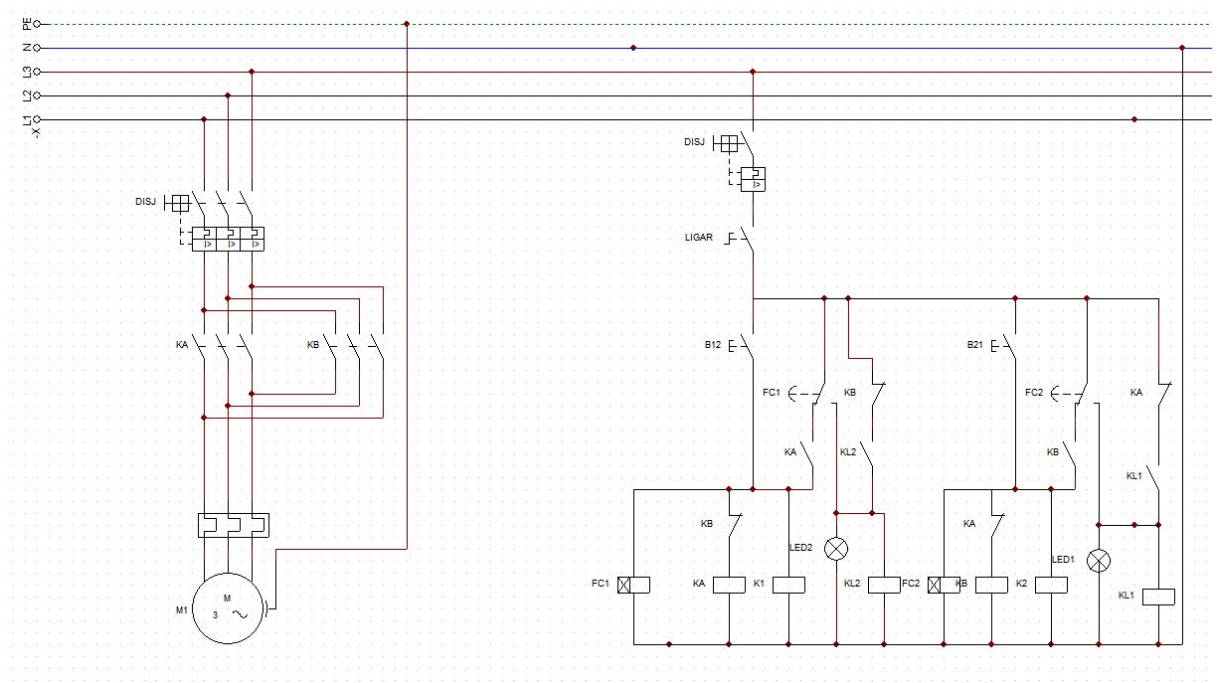 PE
N
L3
L2
L1
-X
DISJ
I> I> I>
KA
KB
M1
M
3
DISJ
I>
LIGAR
B12
B21
FC1
KB
FC2
KA
KA
KL2
KB
KL1
KB
KA
LED2
LED1
FC1
KA
K1
KL2
FC2
KB
K2
KL1